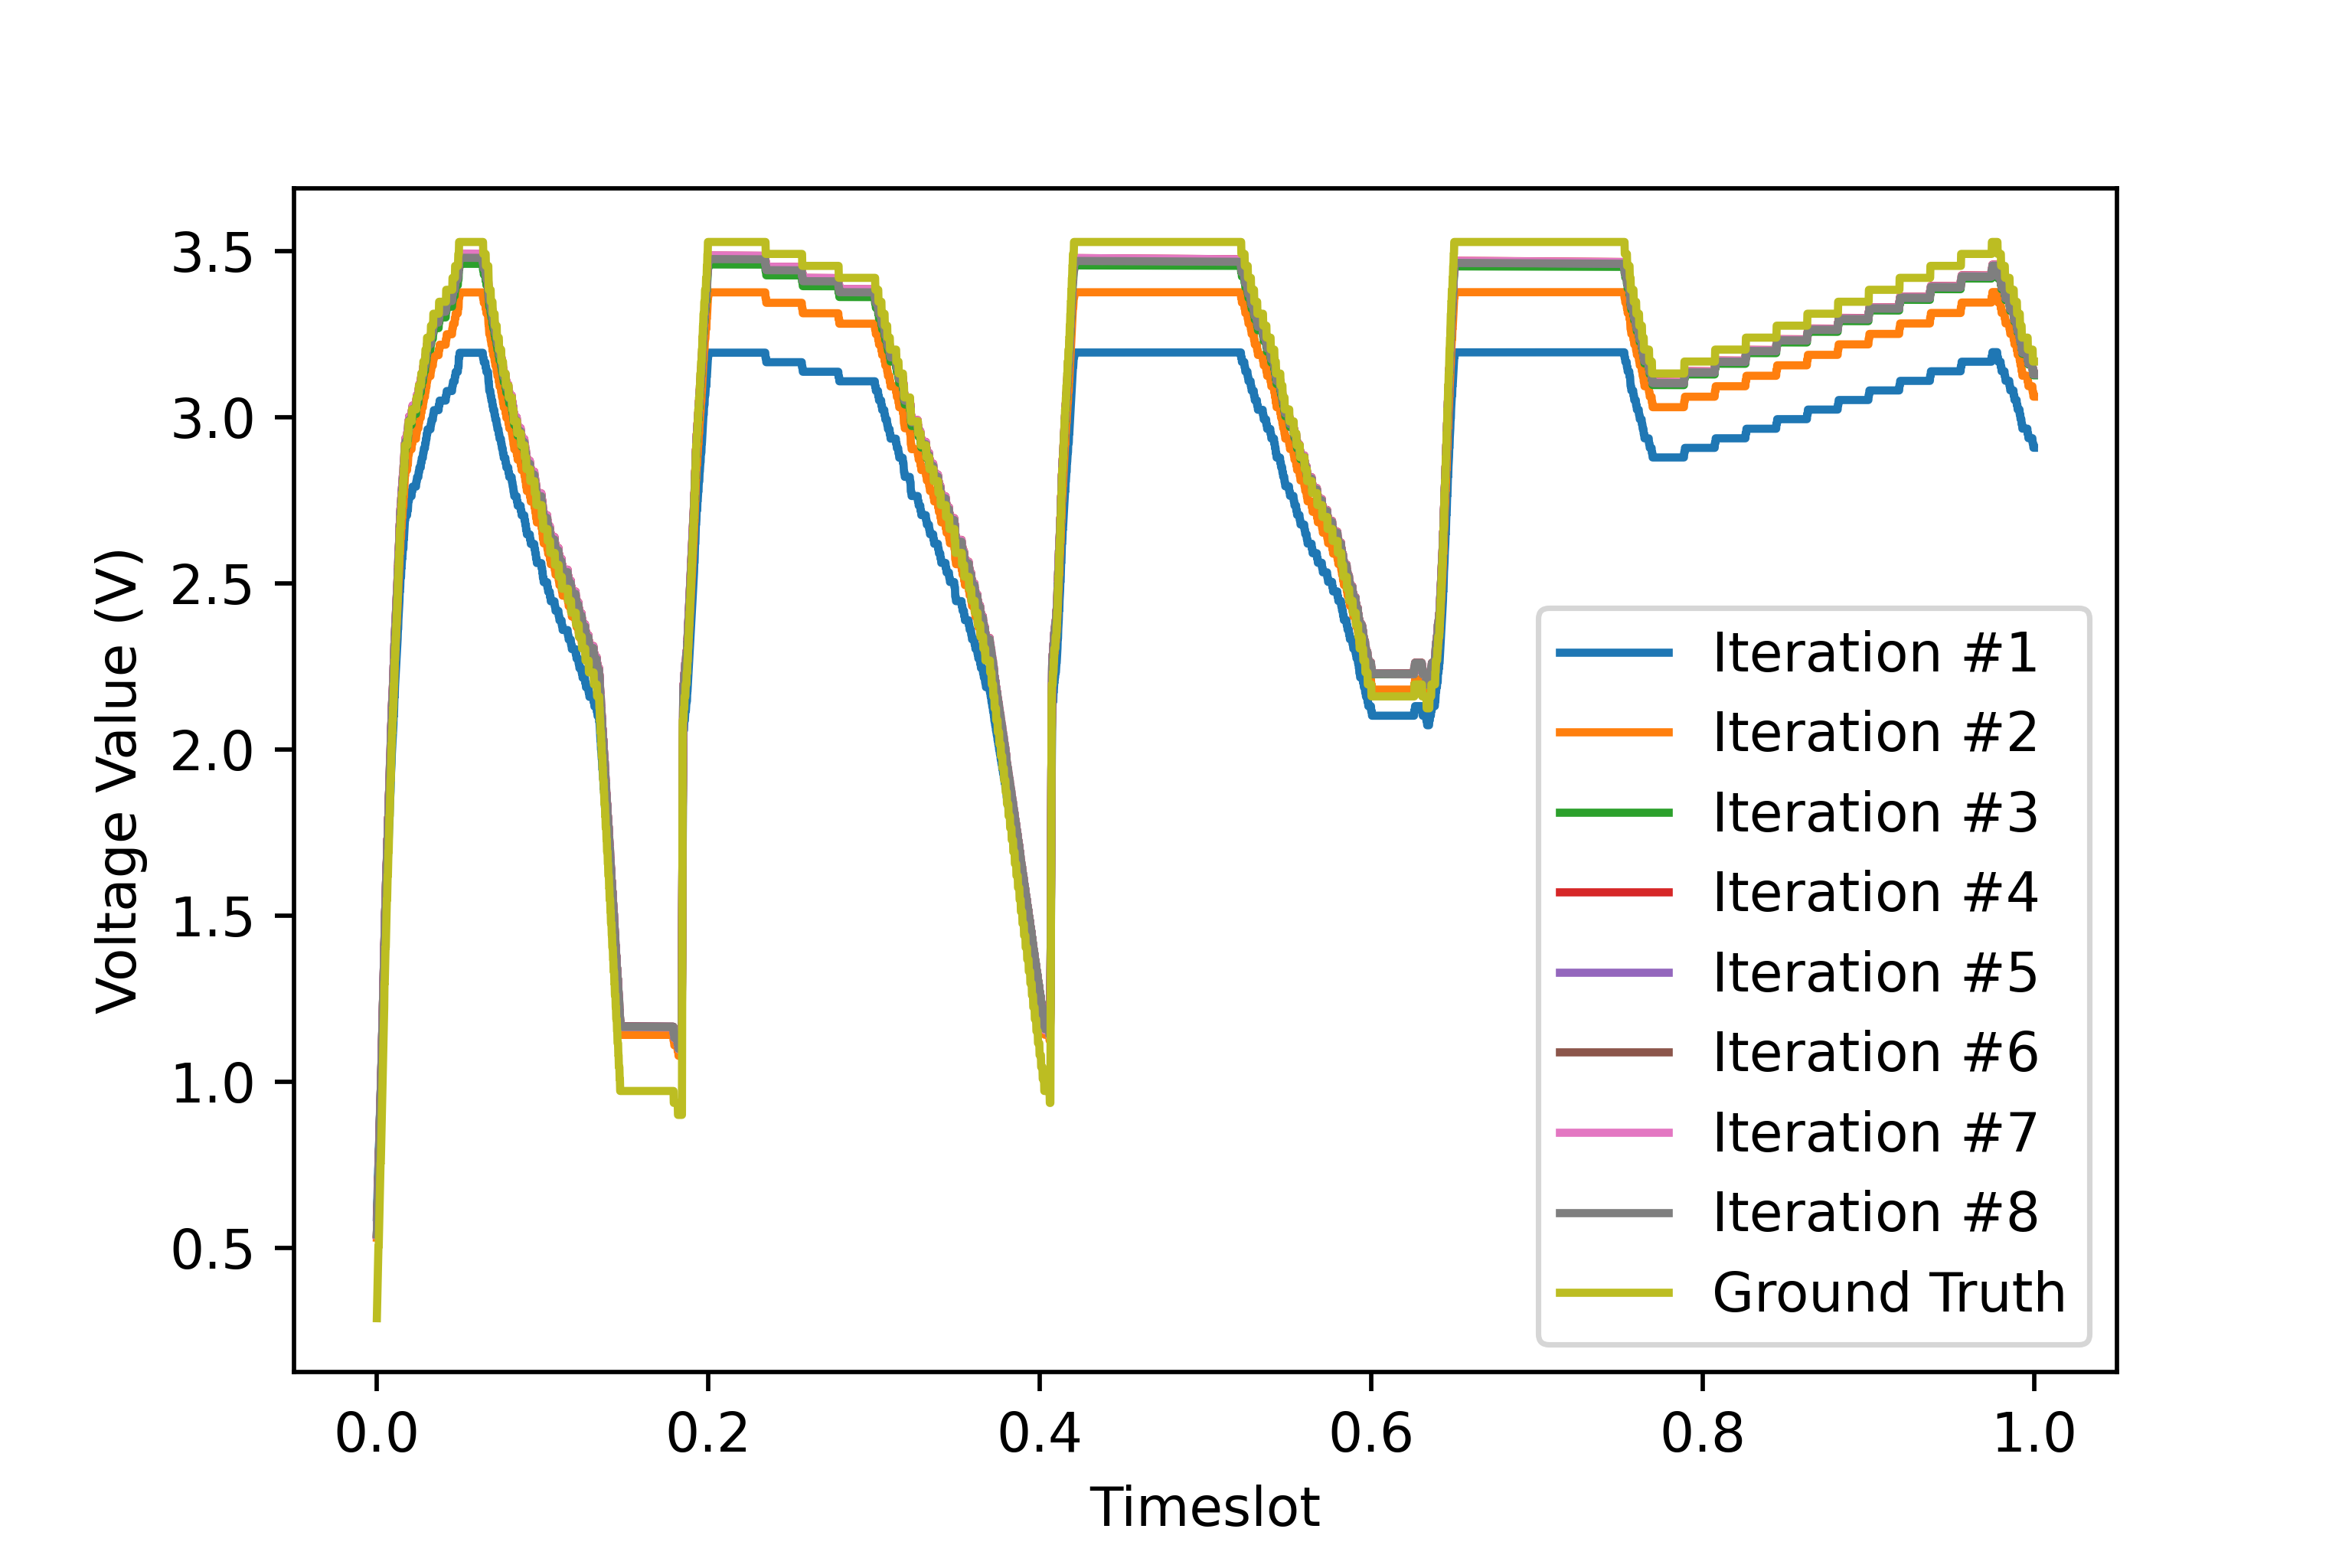 3.5
3.0
2.5
2.0
1.5
1.0
0.5
Voltage Value (V)
0.0 0.2 0.4 0.6 0.8 1.0
Timeslot
Iteration #1
Iteration #2
Iteration #3
Iteration #4
Iteration #5
Iteration #6
Iteration #7
Iteration #8
Ground Truth